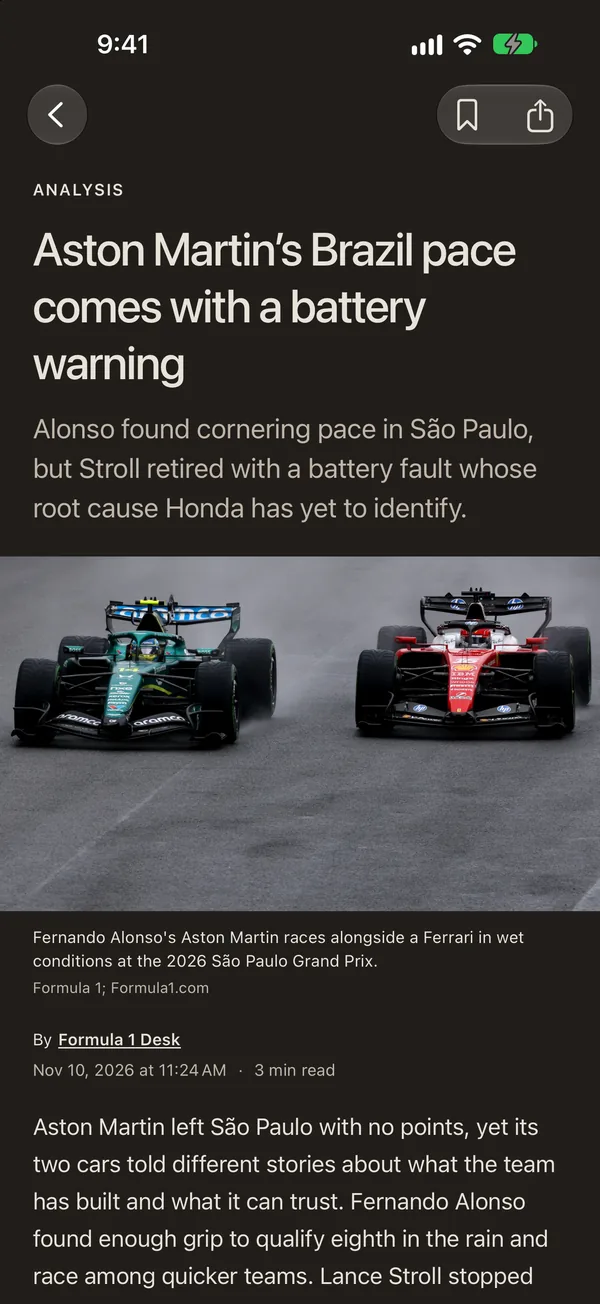 9:41
ANALYSIS
Aston Martin’s Brazil pace
comes with a battery
warning
Alonso found cornering pace in São Paulo,
but Stroll retired with a battery fault whose
root cause Honda has yet to identify.
aramco
aramco aramco
hp hp
Fernando Alonso's Aston Martin races alongside a Ferrari in wet
conditions at the 2026 São Paulo Grand Prix.
Formula 1; Formula1.com
By Formula 1 Desk
Nov 10, 2026 at 11:24 AM · 3 min read
Aston Martin left São Paulo with no points, yet its
two cars told different stories about what the team
has built and what it can trust. Fernando Alonso
found enough grip to qualify eighth in the rain and
race among quicker teams. Lance Stroll stopped